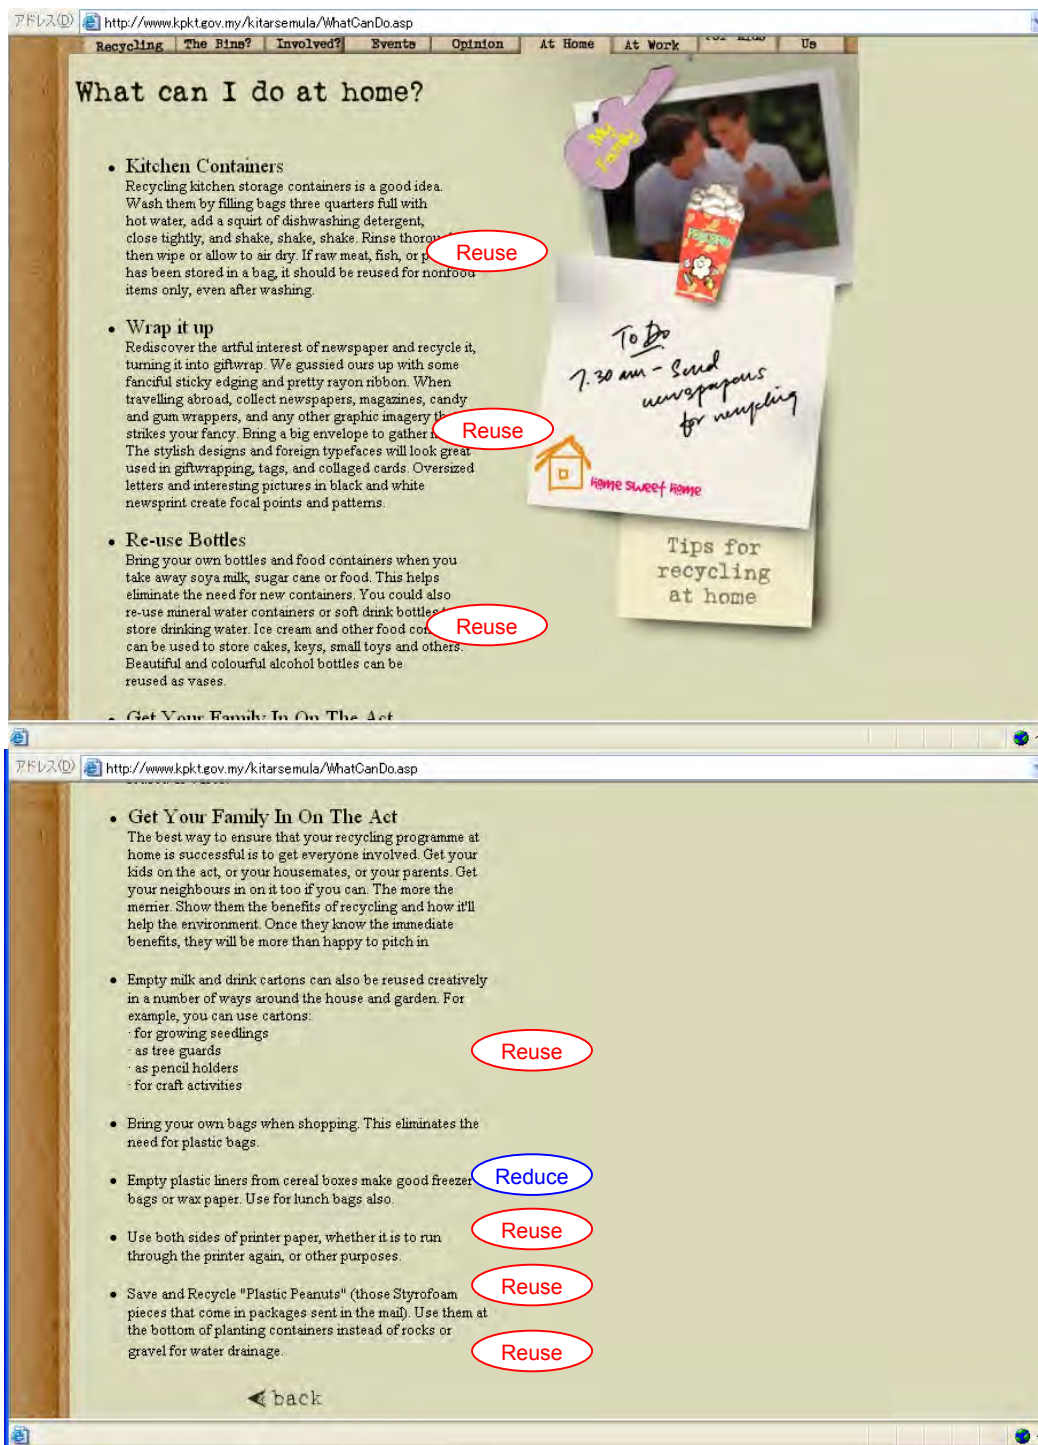 アドレス(D) http://www.kpkt.gov.my/kitarsemula/WhatCanDo.asp
Recycling The Bins? Involved? Events Opinion At Home At Work For Kids Us
What can I do at home?
My Family
• Kitchen Containers
Recycling kitchen storage containers is a good idea.
Wash them by filling bags three quarters full with
hot water, add a squirt of dishwashing detergent,
close tightly, and shake, shake, shake. Rinse
then wipe or allow to air dry. If raw meat, fish, or
has been stored in a bag, it should be reused for nonfood
items only, even after washing.
Reuse
• Wrap it up
Rediscover the artful interest of newspaper and recycle it,
turning it into giftwrap. We gussied ours up with some
fanciful sticky edging and pretty rayon ribbon. When
travelling abroad, collect newspapers, magazines, candy
and gum wrappers, and any other graphic imagery
strikes your fancy. Bring a big envelope to gather
The stylish designs and foreign typefaces will look great
used in giftwrapping, tags, and collaged cards. Oversized
letters and interesting pictures in black and white
newsprint create focal points and patterns.
Reuse
• Re-use Bottles
Bring your own bottles and food containers when you
take away soya milk, sugar cane or food. This helps
eliminate the need for new containers. You could also
re-use mineral water containers or soft drink bottles
store drinking water. Ice cream and other food
can be used to store cakes, keys, small toys and others.
Beautiful and colourful alcohol bottles can be
reused as vases.
Reuse
• Get Your Family In On The Act
To Do
7.30 am - Send
newspapers
for recycling
home sweet home
Tips for
recycling
at home
アドレス(D) http://www.kpkt.gov.my/kitarsemula/WhatCanDo.asp
• Get Your Family In On The Act
The best way to ensure that your recycling programme at
home is successful is to get everyone involved. Get your
kids on the act, or your housemates, or your parents. Get
your neighbours in on it too if you can. The more the
merrier. Show them the benefits of recycling and how it'll
help the environment. Once they know the immediate
benefits, they will be more than happy to pitch in
• Empty milk and drink cartons can also be reused creatively
in a number of ways around the house and garden. For
example, you can use cartons:
· for growing seedlings
· as tree guards
· as pencil holders
· for craft activities
Reuse
• Bring your own bags when shopping. This eliminates the
need for plastic bags.
Reduce
• Empty plastic liners from cereal boxes make good freezer
bags or wax paper. Use for lunch bags also.
Reuse
• Use both sides of printer paper, whether it is to run
through the printer again, or other purposes.
Reuse
• Save and Recycle "Plastic Peanuts" (those Styrofoam
pieces that come in packages sent in the mail). Use them at
the bottom of planting containers instead of rocks or
gravel for water drainage.
Reuse
back